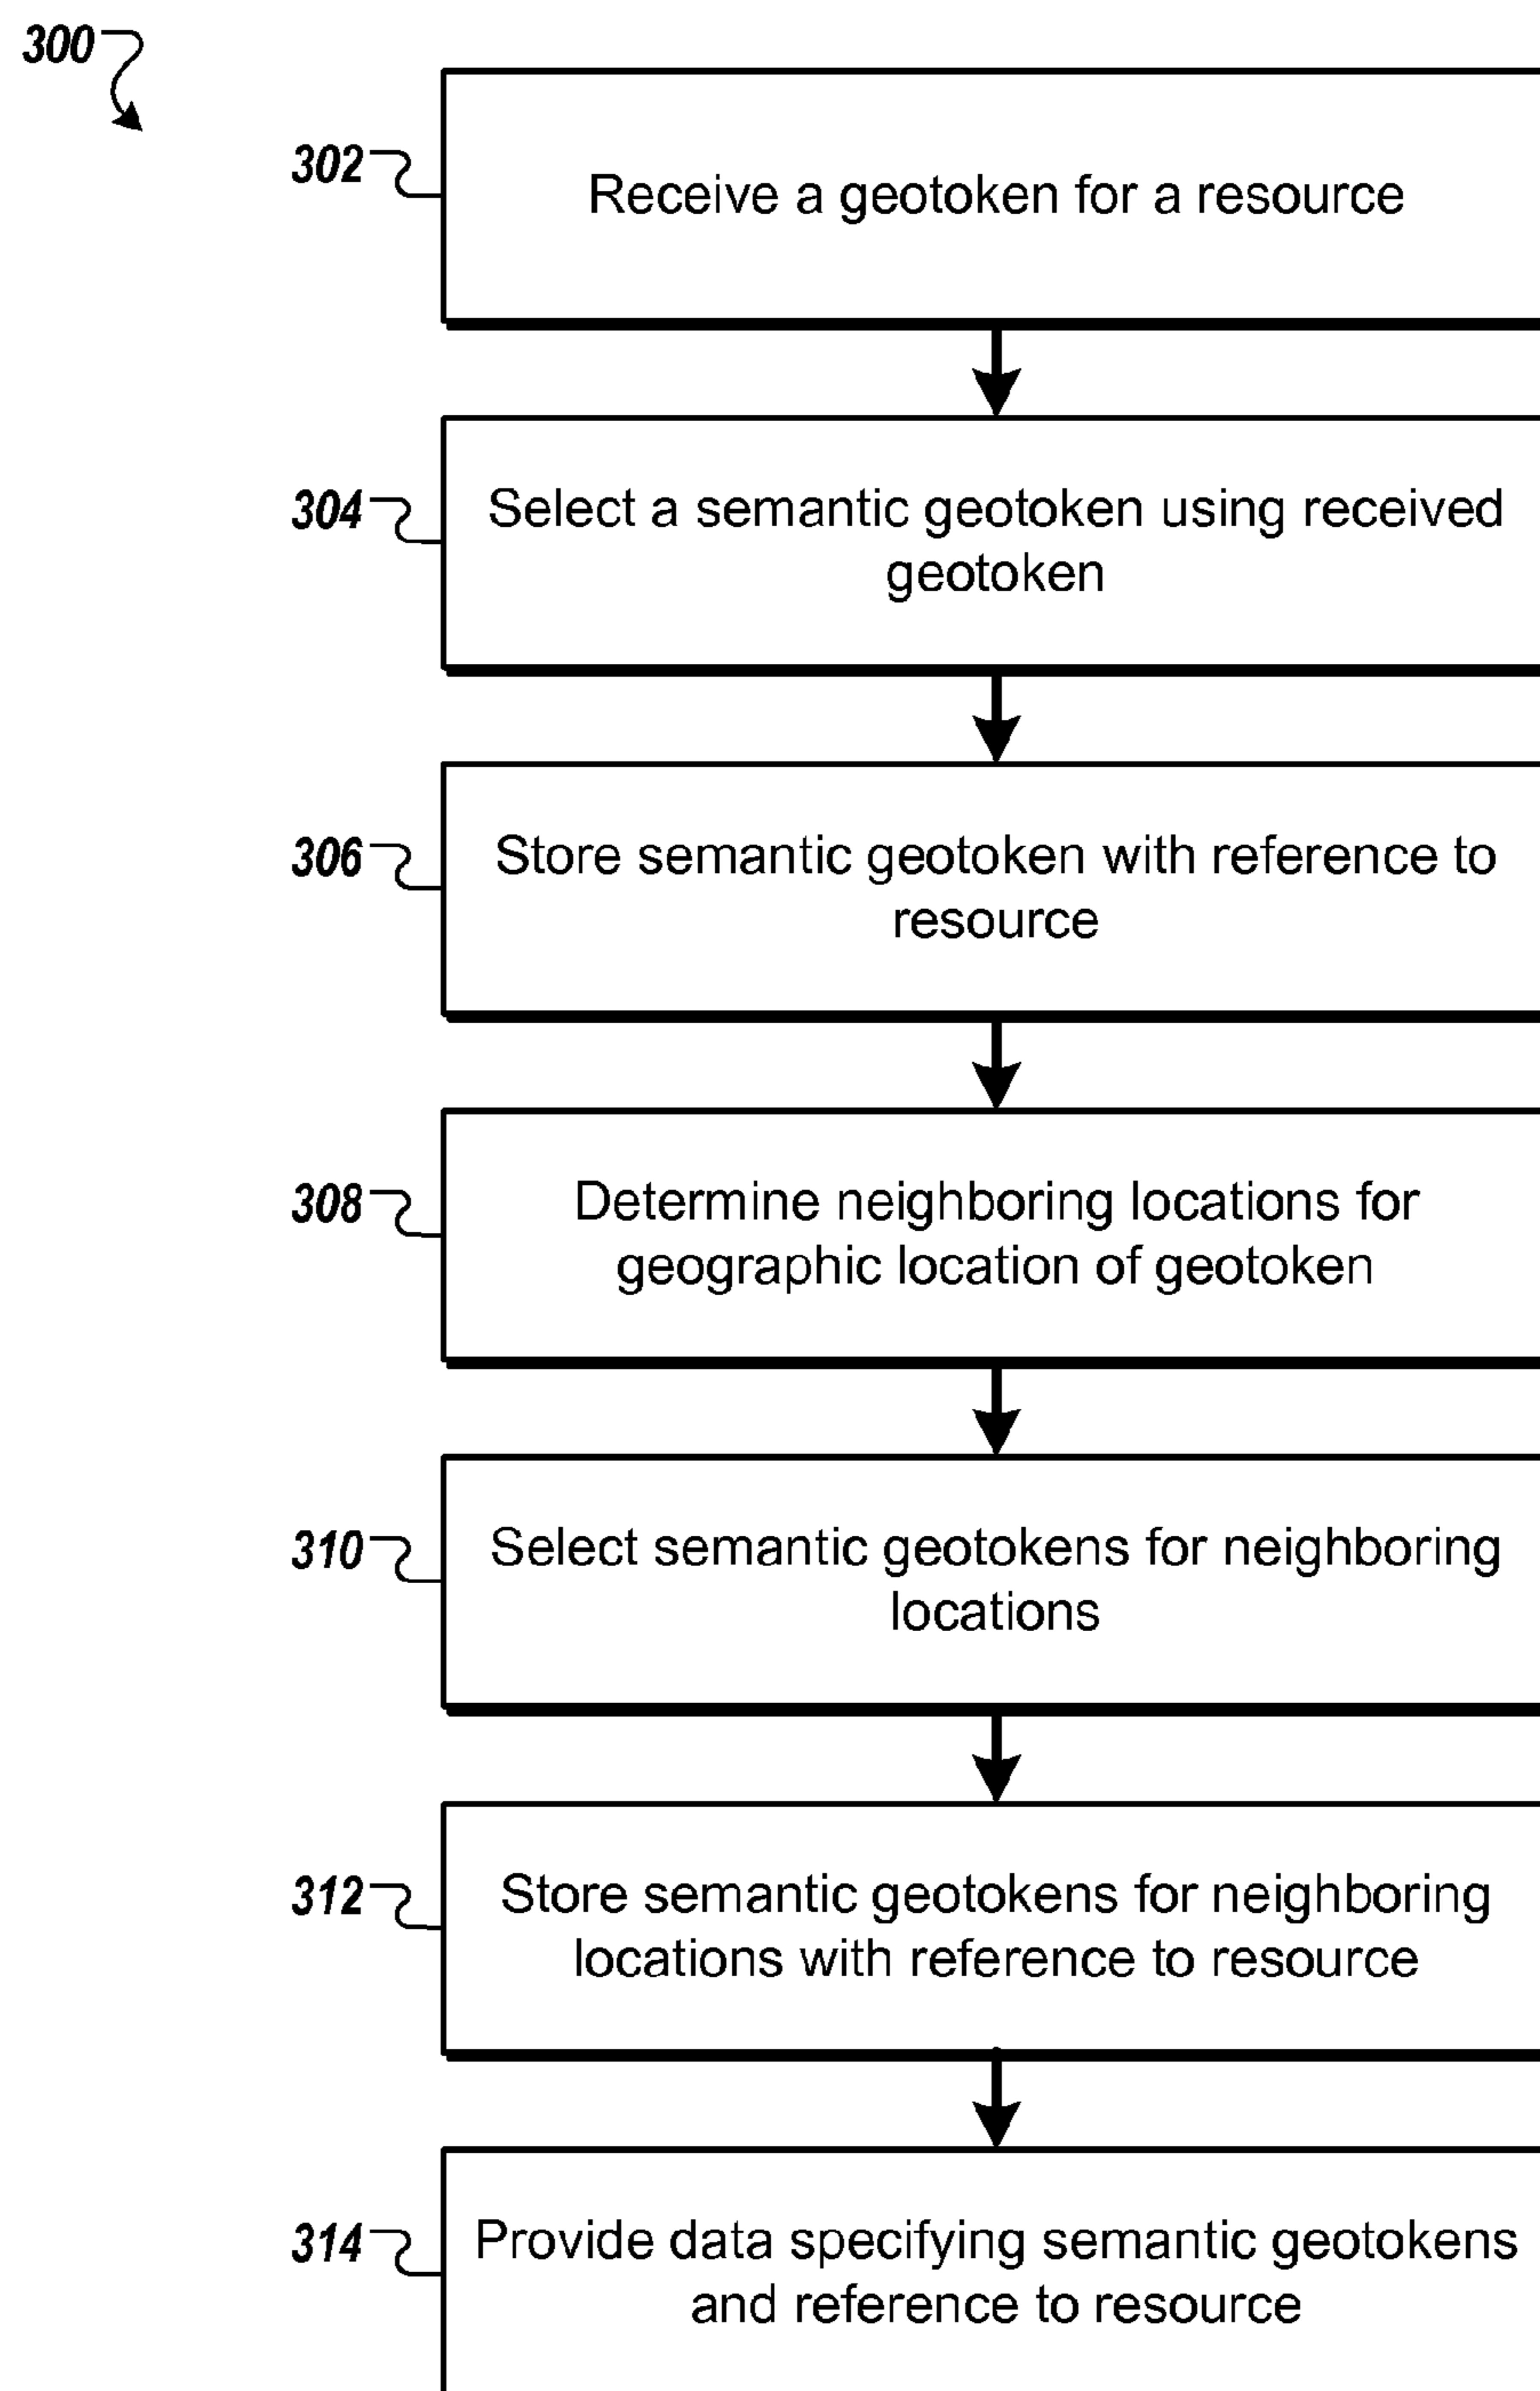 300
302
Receive a geotoken for a resource
304
Select a semantic geotoken using received
geotoken
306
Store semantic geotoken with reference to
resource
308
Determine neighboring locations for
geographic location of geotoken
310
Select semantic geotokens for neighboring
locations
312
Store semantic geotokens for neighboring
locations with reference to resource
314
Provide data specifying semantic geotokens
and reference to resource